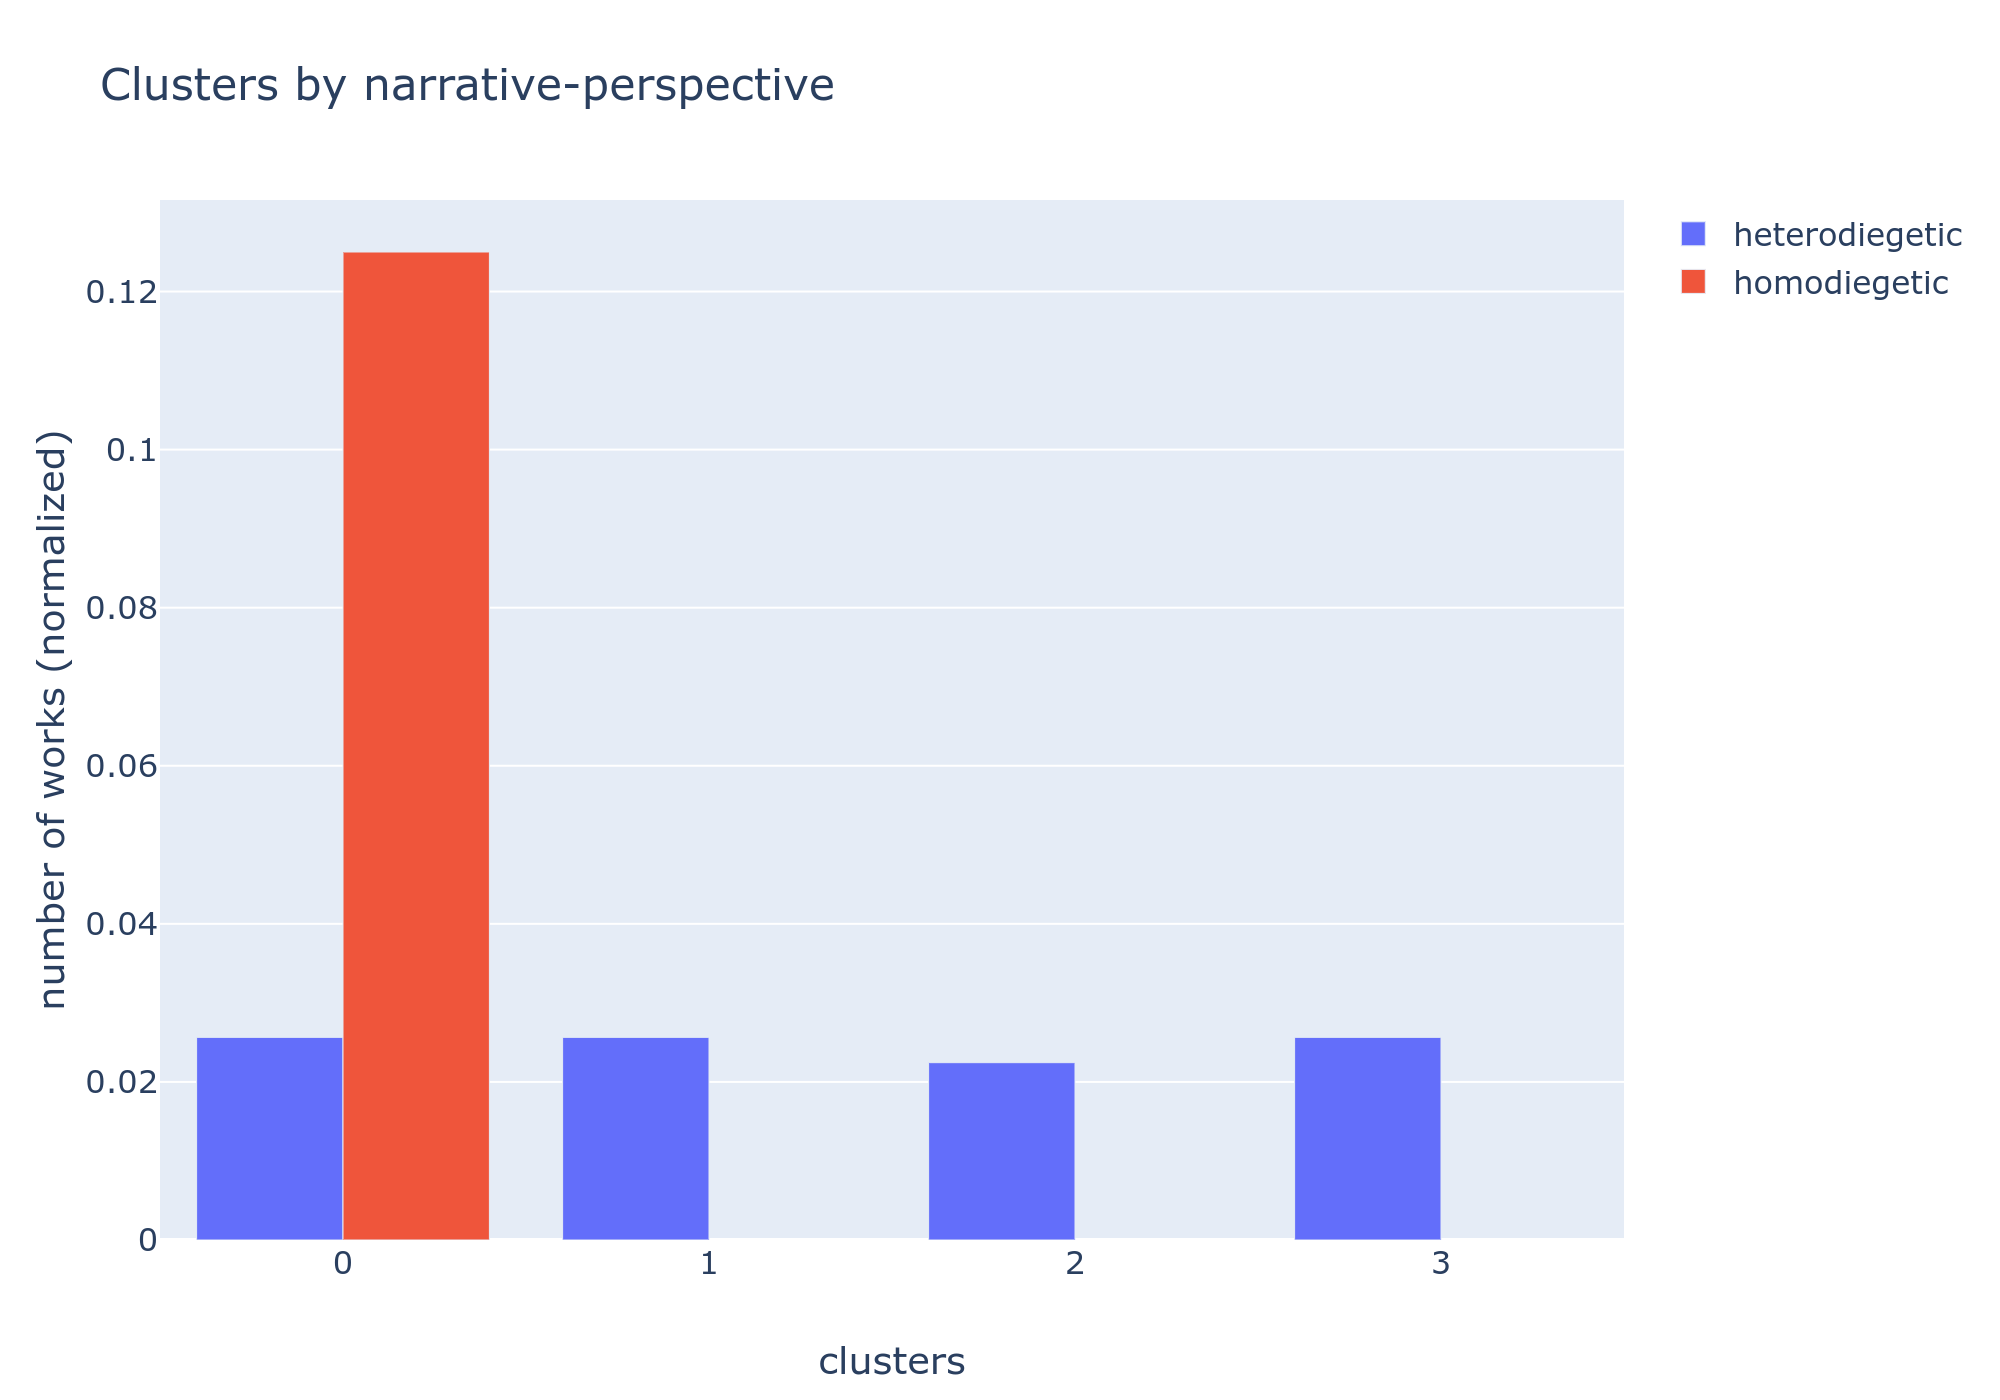 Clusters by narrative-perspective
heterodiegetic
homodiegetic
number of works (normalized)
0.12
0.1
0.08
0.06
0.04
0.02
0
0 1 2 3
clusters